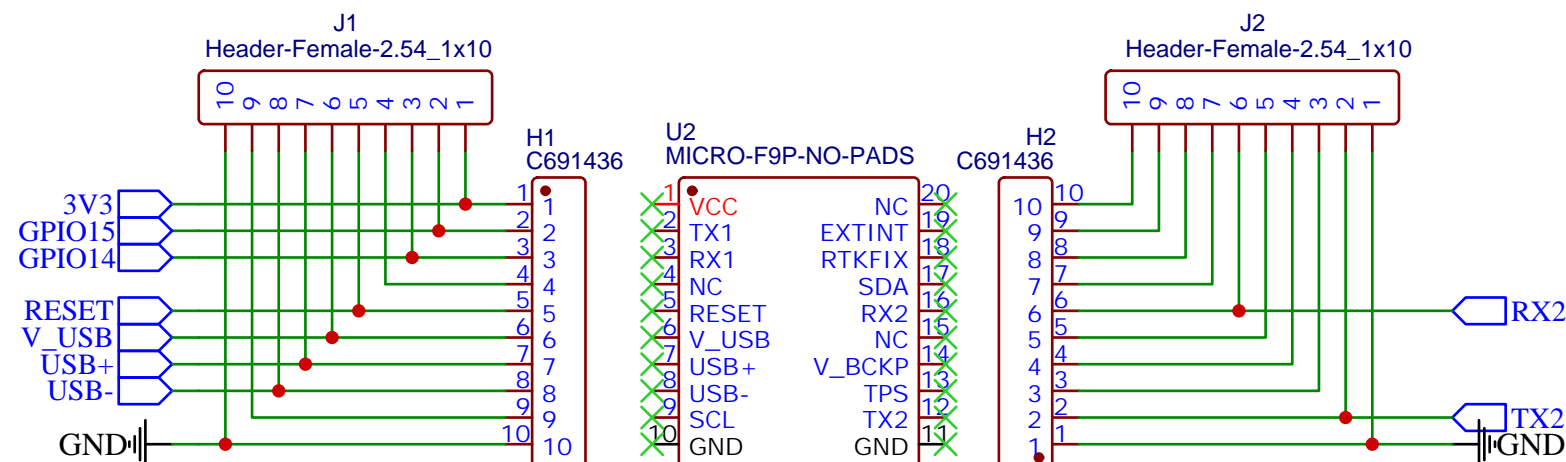 J1
Header-Female-2.54_1x10
10 9 8 7 6 5 4 3 2 1
J2
Header-Female-2.54_1x10
10 9 8 7 6 5 4 3 2 1
H1
C691436
U2
MICRO-F9P-NO-PADS
H2
C691436
3V3 1 1 1 VCC NC 20 10 10
GPIO15 2 2 2 TX1 EXTINT 19 9 9
GPIO14 3 3 3 RX1 RTKFIX 18 8 8
4 4 4 NC SDA 17 7 7
RESET 5 5 5 RESET RX2 16 6 6 RX2
V_USB 6 6 6 V_USB NC 15 5 5
USB+ 7 7 7 USB+ V_BCKP 14 4 4
USB- 8 8 8 USB- TPS 13 3 3
9 9 9 SCL TX2 12 2 2 TX2
GND 10 10 10 GND GND 11 1 1 GND